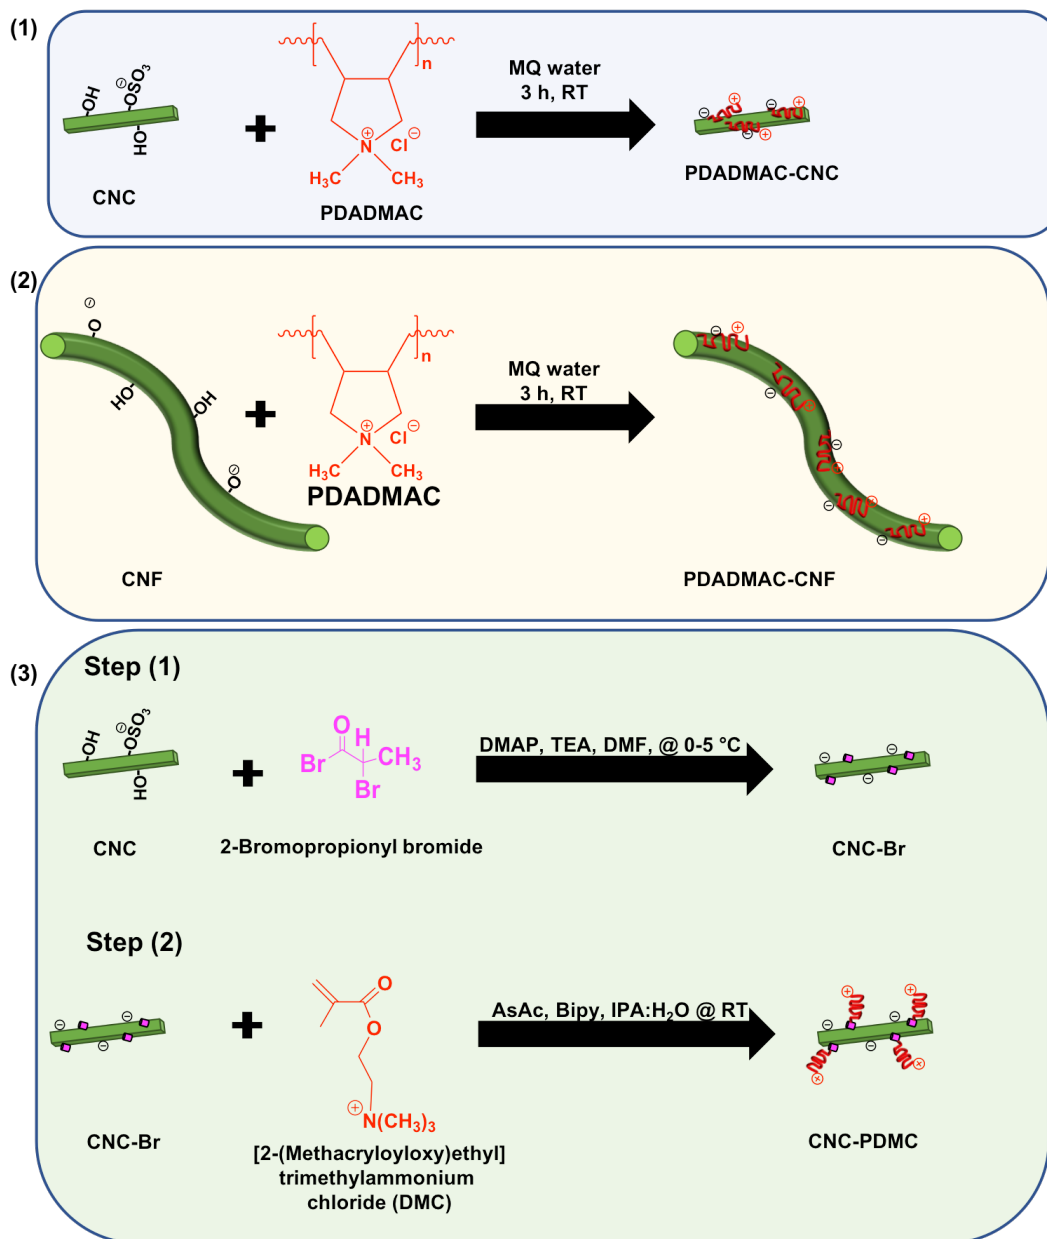 (1)
OH
OSO3
HO
CNC
n
N
Cl
H3C
CH3
PDADMAC
MQ water
3 h, RT
PDADMAC-CNC
(2)
O
HO
OH
O
CNF
n
N
Cl
H3C
CH3
PDADMAC
MQ water
3 h, RT
PDADMAC-CNF
(3)
Step (1)
OH
OSO3
HO
CNC
O
H
Br
CH3
Br
2-Bromopropionyl bromide
DMAP, TEA, DMF, @ 0-5 °C
CNC-Br
Step (2)
CNC-Br
O
O
N(CH3)3
[2-(Methacryloyloxy)ethyl]
trimethylammonium
chloride (DMC)
AsAc, Bipy, IPA:H2O @ RT
CNC-PDMC